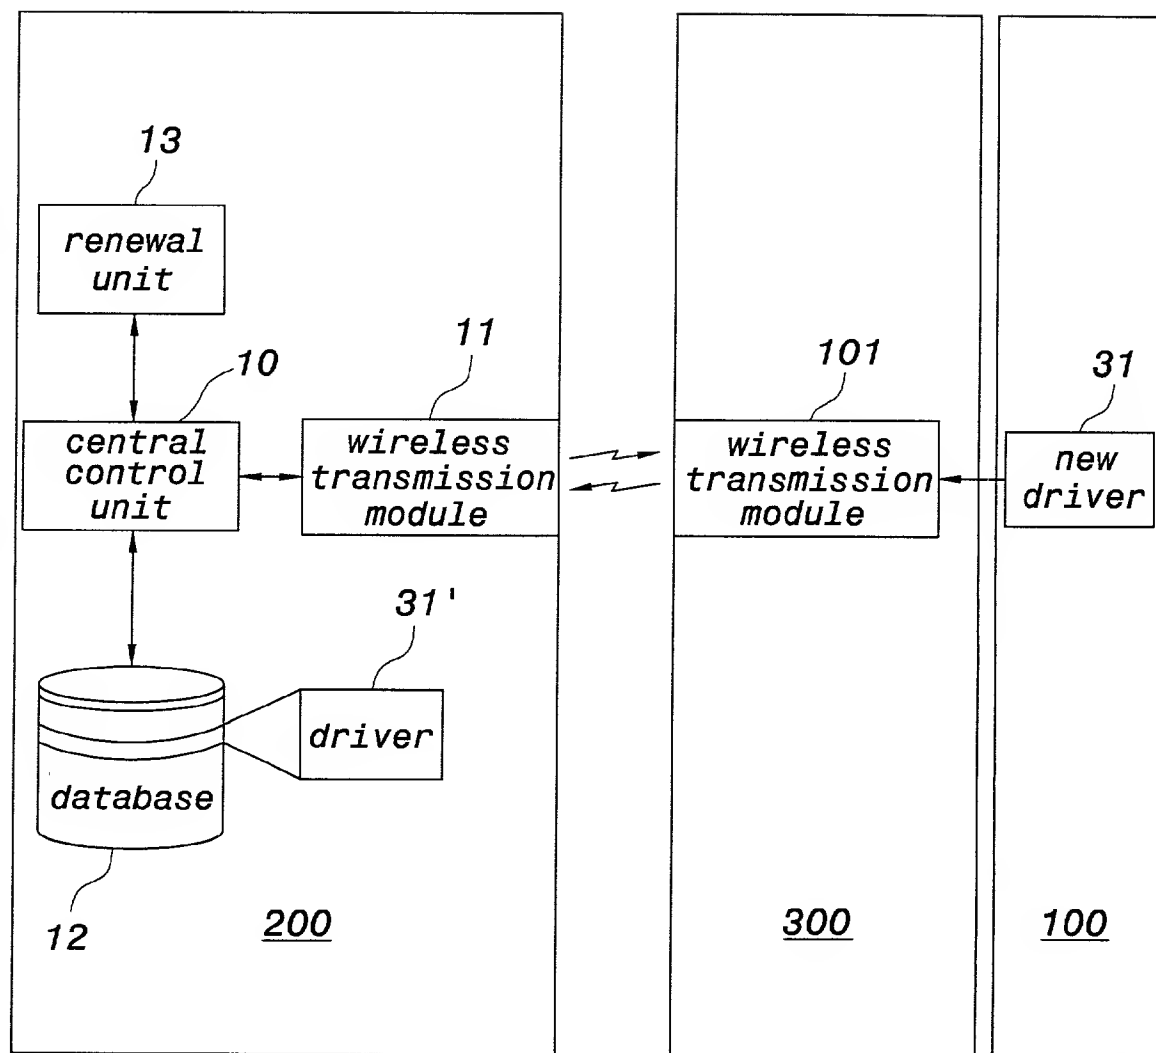 13
renewal
unit
10
central
control
unit
11
wireless
transmission
module
101
wireless
transmission
module
31
new
driver
31'
driver
database
12
200
300
100